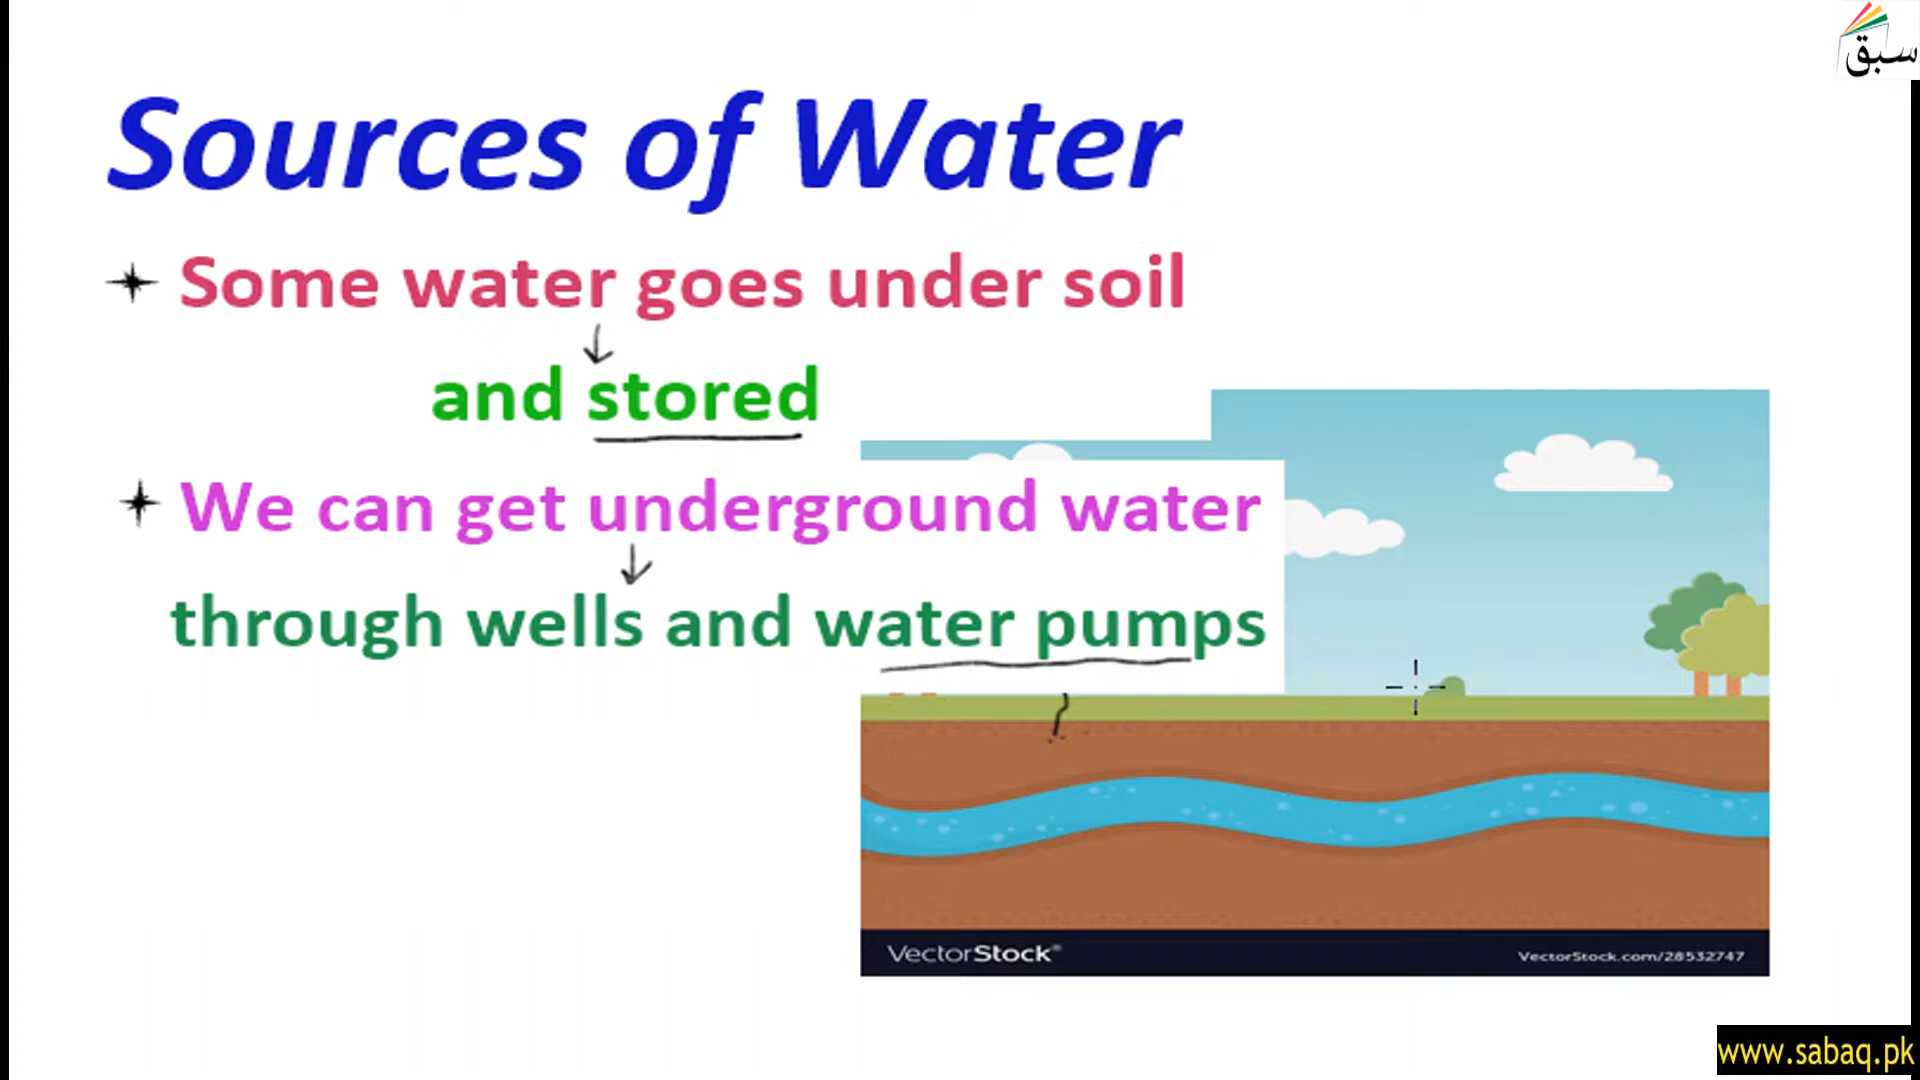 سبق
Sources of Water
Some water goes under soil
and stored
We can get underground water
through wells and water pumps
VectorStock®
VectorStock.com/28532747
www.sabaq.pk